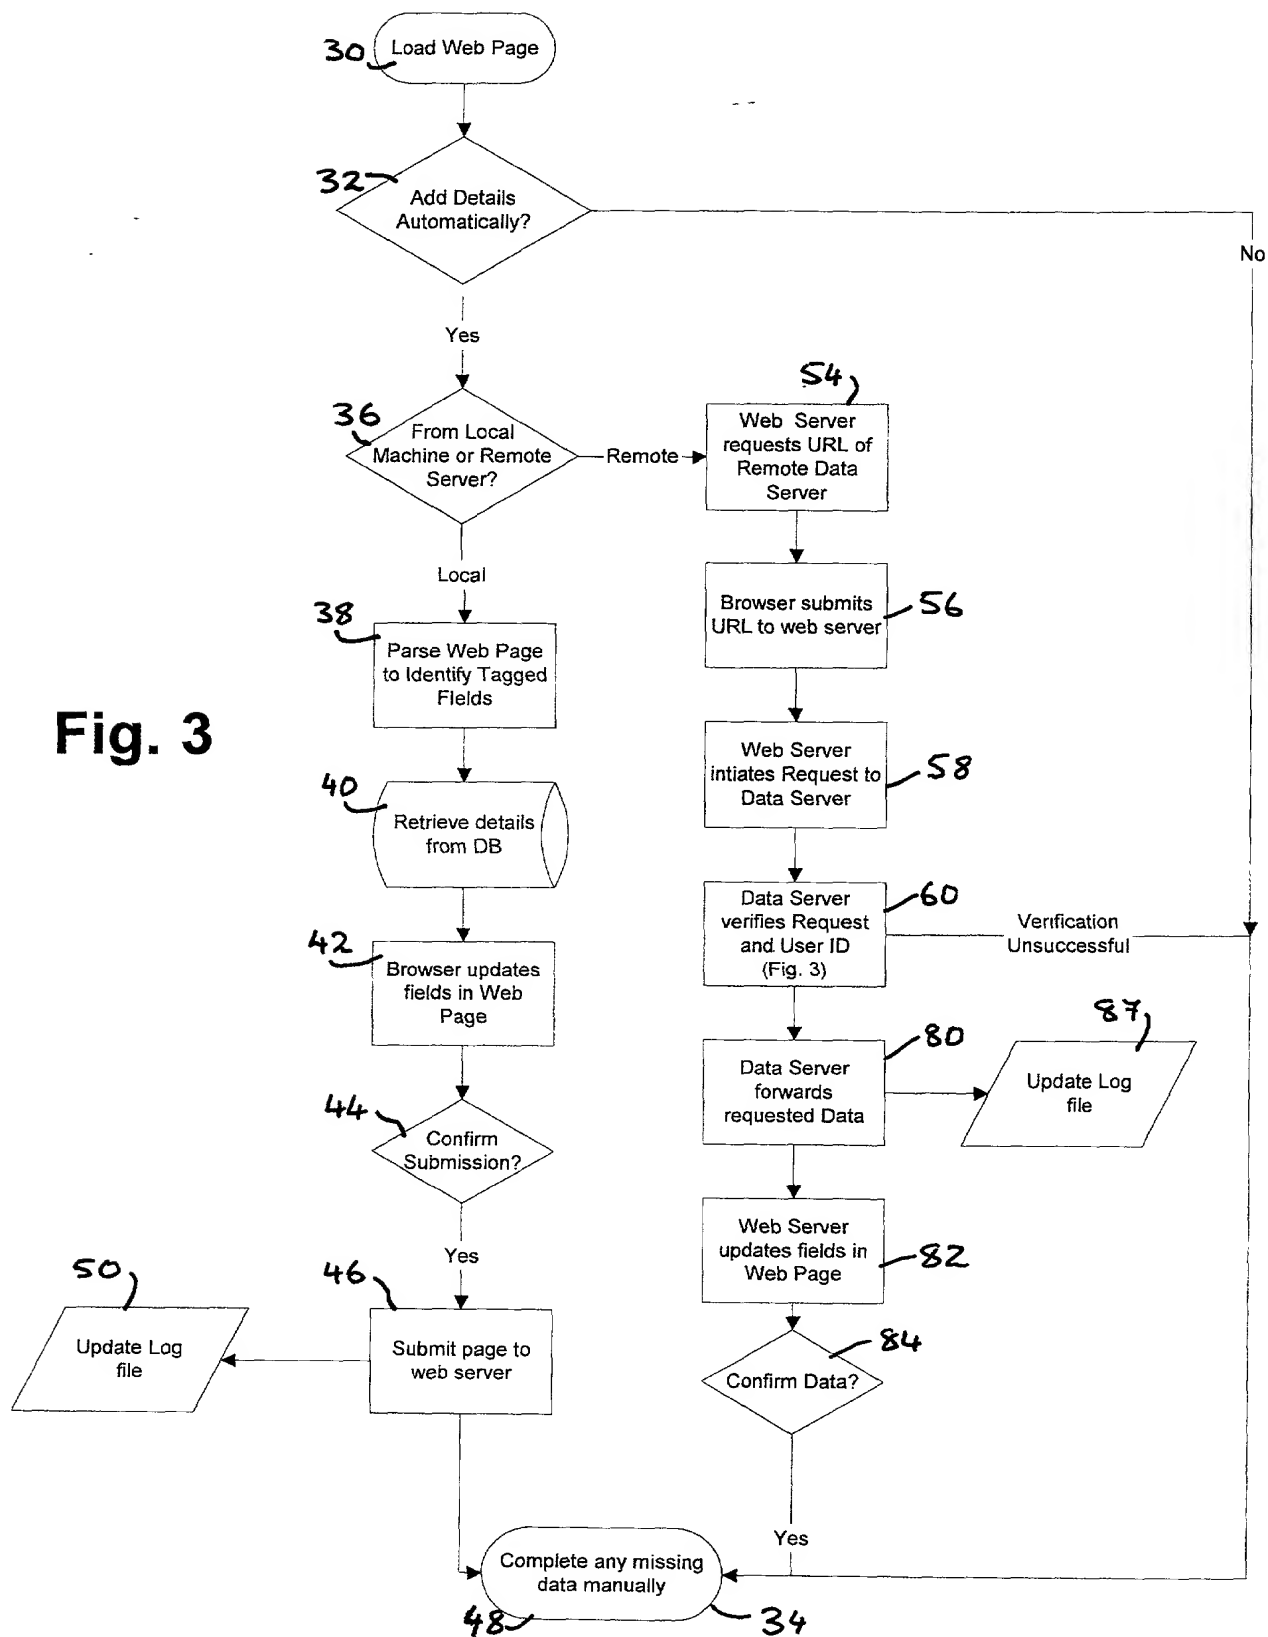 30
Load Web Page
32
Add Details
Automatically?
No
Yes
36
From Local
Machine or Remote
Server?
Remote
54
Web Server
requests URL of
Remote Data
Server
Local
56
Browser submits
URL to web server
38
Parse Web Page
to Identify Tagged
Fields
Fig. 3
58
Web Server
intiates Request to
Data Server
40
Retrieve details
from DB
60
Data Server
verifies Request
and User ID
(Fig. 3)
Verification
Unsuccessful
42
Browser updates
fields in Web
Page
80
Data Server
forwards
requested Data
87
Update Log
file
44
Confirm
Submission?
Yes
82
Web Server
updates fields in
Web Page
50
Update Log
file
46
Submit page to
web server
84
Confirm Data?
Yes
Complete any missing
data manually
48
34